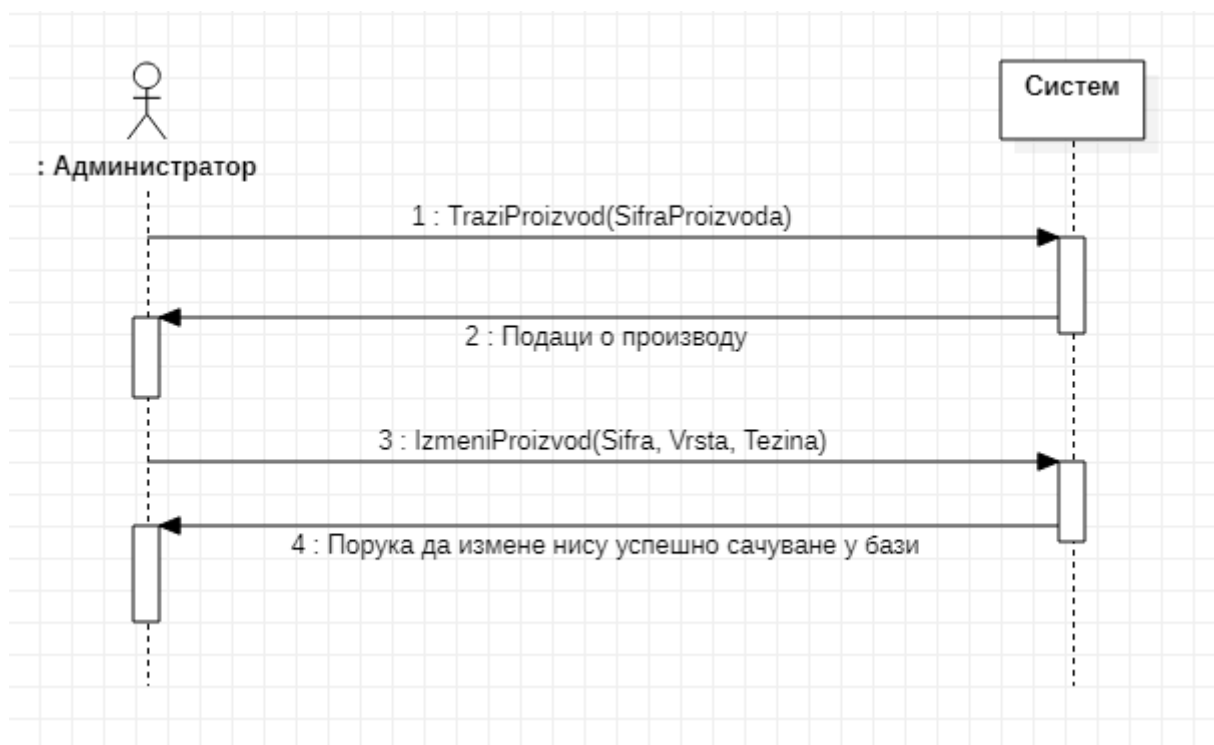 Систем
: Администратор
1 : TraziProizvod(SifraProizvoda)
2 : Подаци о производу
3 : IzmeniProizvod(Sifra, Vrsta, Tezina)
4 : Порука да измене нису успешно сачуване у бази